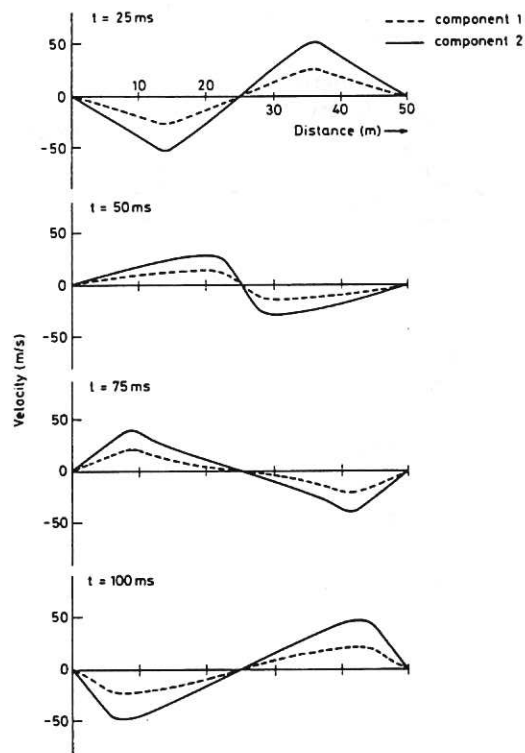 t = 25 ms
component 1
component 2
50
0
-50
10
20
30
40
50
Distance (m)
t = 50 ms
50
0
-50
Velocity (m/s)
t = 75 ms
50
0
-50
t = 100 ms
50
0
-50